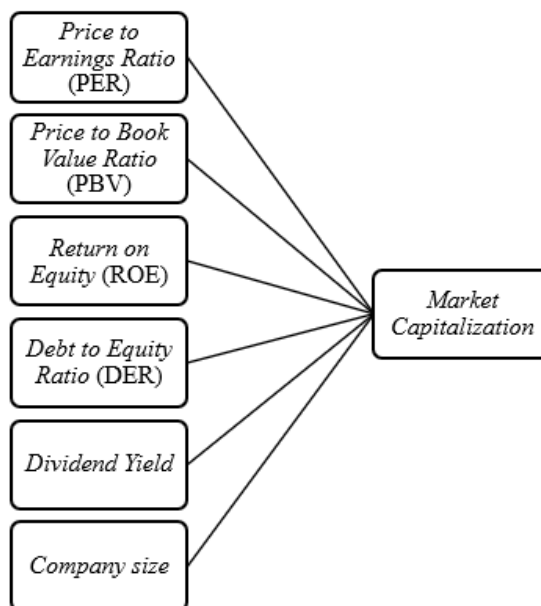 Price to
Earnings Ratio
(PER)
Price to Book
Value Ratio
(PBV)
Return on
Equity (ROE)
Debt to Equity
Ratio (DER)
Dividend Yield
Company size
Market
Capitalization